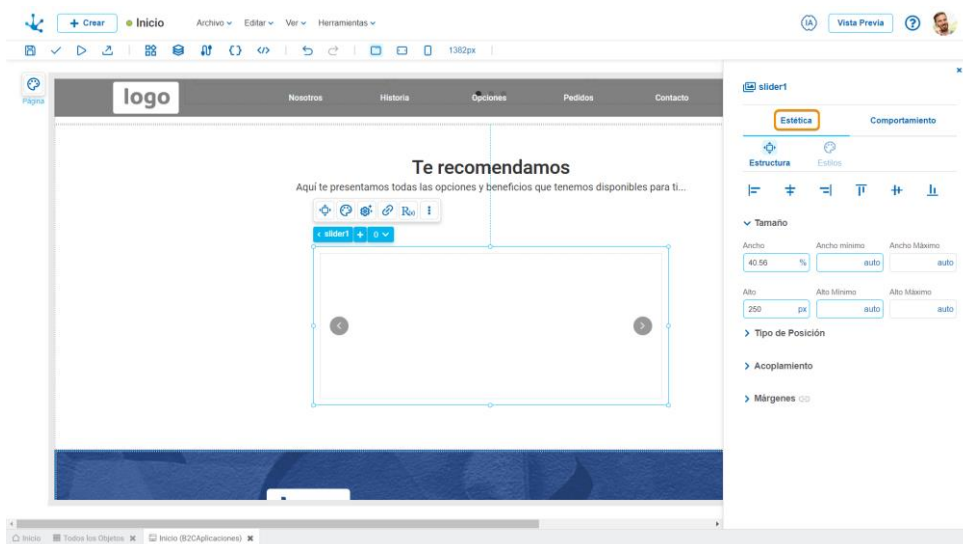 + Crear
Inicio
Archivo
Editar
Ver
Herramientas
IA
Vista Previa
?
1382px
Página
logo
Nosotros
Historia
Opciones
Pedidos
Contacto
Te recomendamos
Aquí te presentamos todas las opciones y beneficios que tenemos disponibles para ti...
slider1
+
0
slider1
Estética
Comportamiento
Estructura
Estilos
Tamaño
Ancho
Ancho mínimo
Ancho Máximo
40.56 %
auto
auto
Alto
Alto Mínimo
Alto Máximo
250 px
auto
auto
Tipo de Posición
Acoplamiento
Márgenes
Inicio
Todos los Objetos
Inicio (B2CAplicaciones)